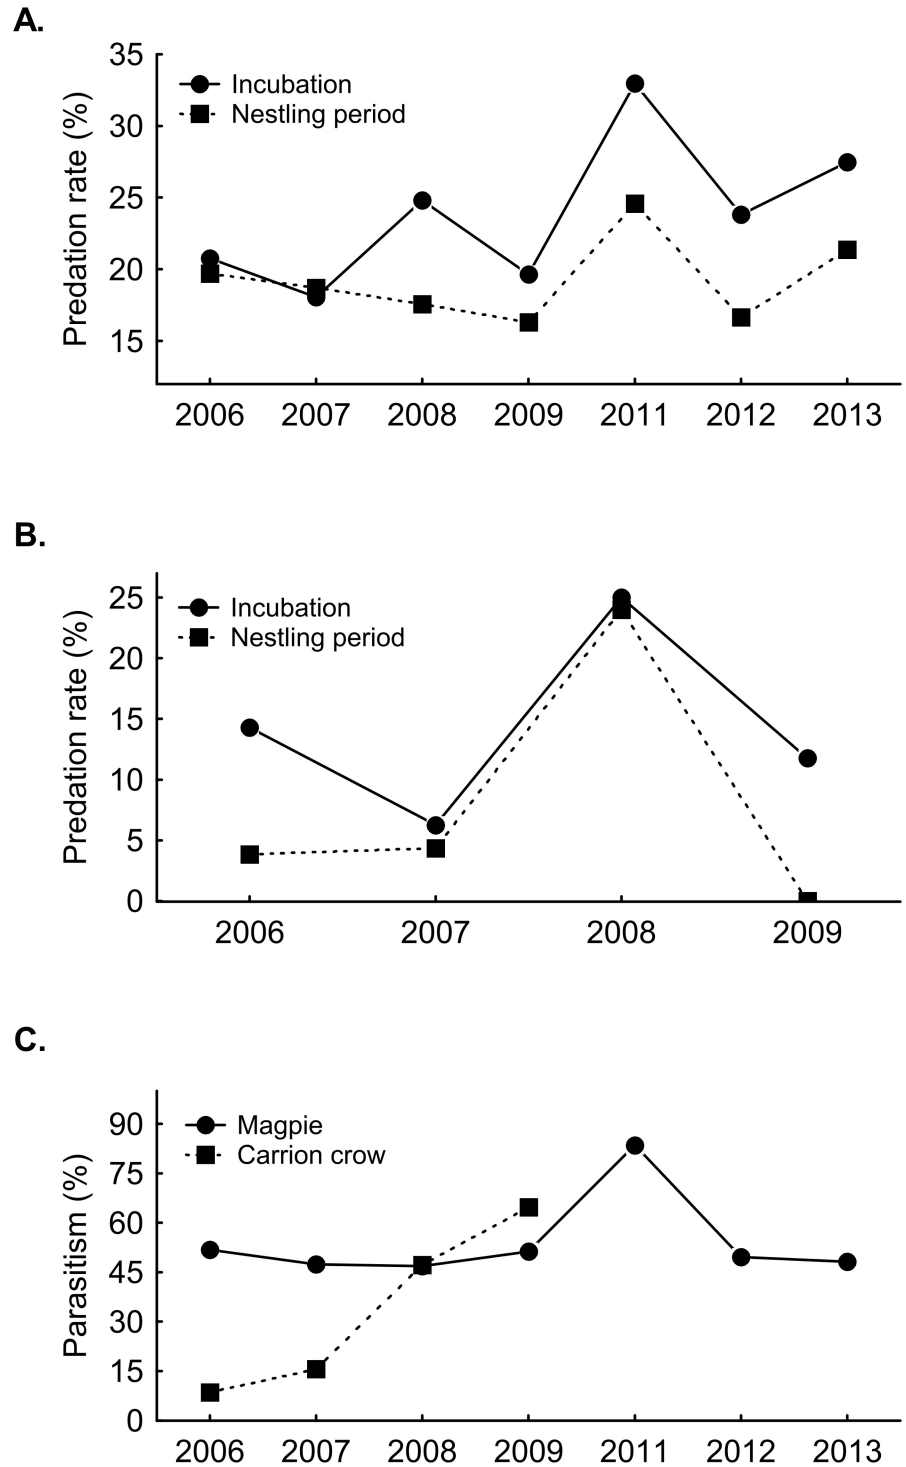 A.
Predation rate (%)
35
30
25
20
15
Incubation
Nestling period
2006 2007 2008 2009 2011 2012 2013
B.
Predation rate (%)
25
20
15
10
5
0
Incubation
Nestling period
2006 2007 2008 2009
C.
Parasitism (%)
90
75
60
45
30
15
0
Magpie
Carrion crow
2006 2007 2008 2009 2011 2012 2013